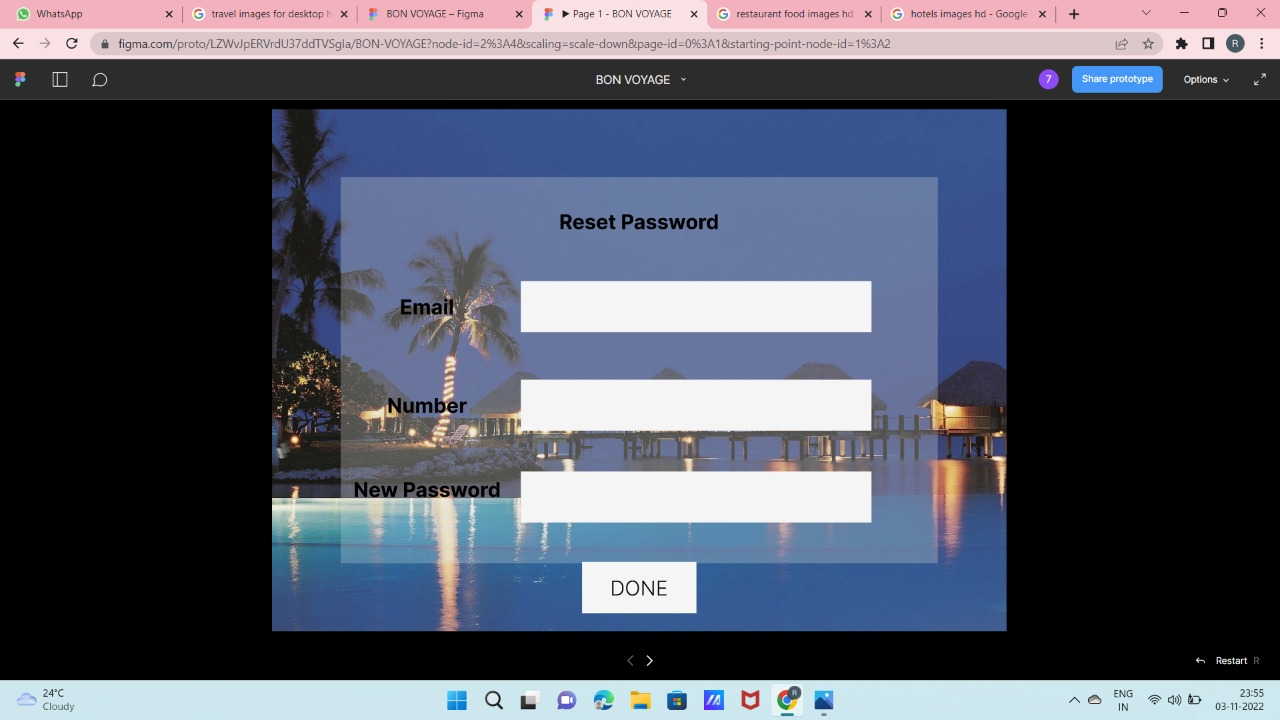 WhatsApp
travel images for desktop h
BON VOYAGE – Figma
▶ Page 1 - BON VOYAGE
restaurant food images hd
hotels images hd - Google
figma.com/proto/LZWvJpERVrdU37ddTVSgIa/BON-VOYAGE?node-id=3%3A4&scaling=scale-down&page-id=0%3A1&starting-point-node-id=1%3A2
R
BON VOYAGE
7
Share prototype
Options
Reset Password
Email
Number
New Password
DONE
Restart R
24°C
Cloudy
R
ENG
IN
23:55
03-11-2022